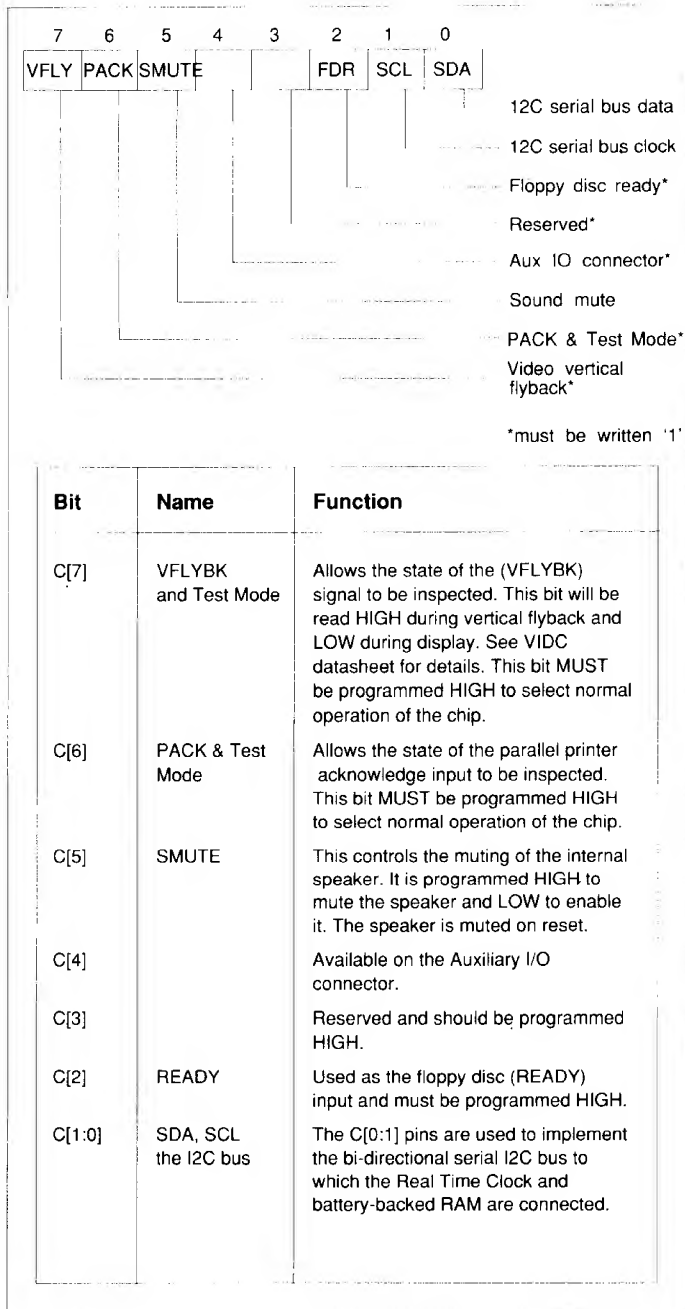 7 6 5 4 3 2 1 0
VFLY PACK SMUTE FDR SCL SDA
12C serial bus data
12C serial bus clock
Floppy disc ready*
Reserved*
Aux IO connector*
Sound mute
PACK & Test Mode*
Video vertical
flyback*
*must be written '1'
Bit Name Function
C[7] VFLYBK Allows the state of the (VFLYBK)
and Test Mode signal to be inspected. This bit will be
read HIGH during vertical flyback and
LOW during display. See VIDC
datasheet for details. This bit MUST
be programmed HIGH to select normal
operation of the chip.
C[6] PACK & Test Allows the state of the parallel printer
Mode acknowledge input to be inspected.
This bit MUST be programmed HIGH
to select normal operation of the chip.
C[5] SMUTE This controls the muting of the internal
speaker. It is programmed HIGH to
mute the speaker and LOW to enable
it. The speaker is muted on reset.
C[4] Available on the Auxiliary I/O
connector.
C[3] Reserved and should be programmed
HIGH.
C[2] READY Used as the floppy disc (READY)
input and must be programmed HIGH.
C[1:0] SDA, SCL The C[0:1] pins are used to implement
the I2C bus the bi-directional serial I2C bus to
which the Real Time Clock and
battery-backed RAM are connected.